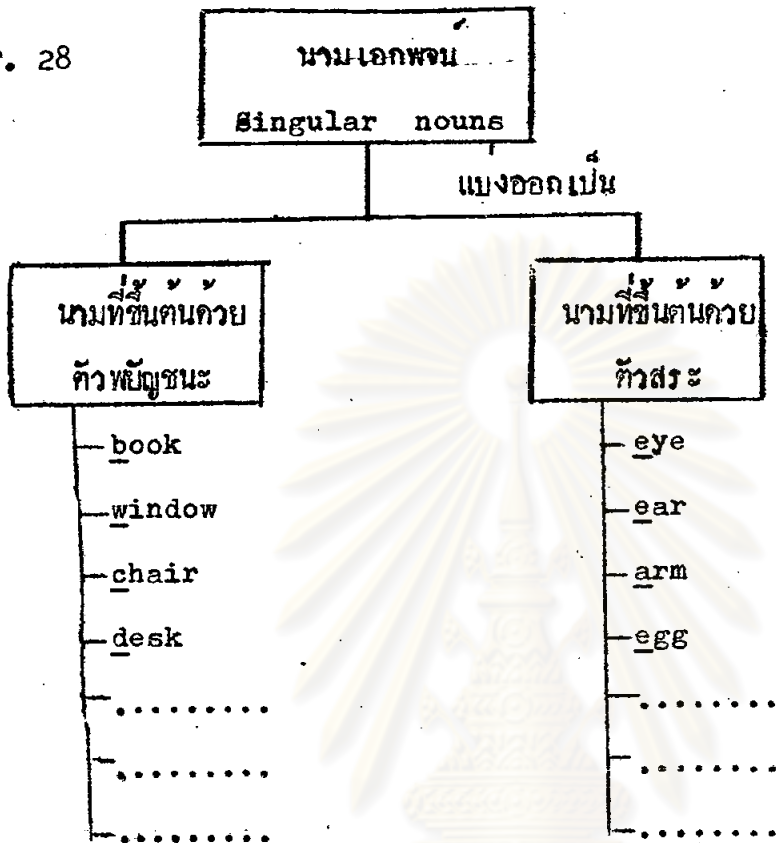 . 28
นามเอกพจน์
Singular nouns
แบ่งออกเป็น
นามที่ขึ้นต้นด้วย
ตัวพยัญชนะ
book
window
chair
desk
.........
.........
.........
นามที่ขึ้นต้นด้วย
ตัวสระ
eye
ear
arm
egg
........
........
........